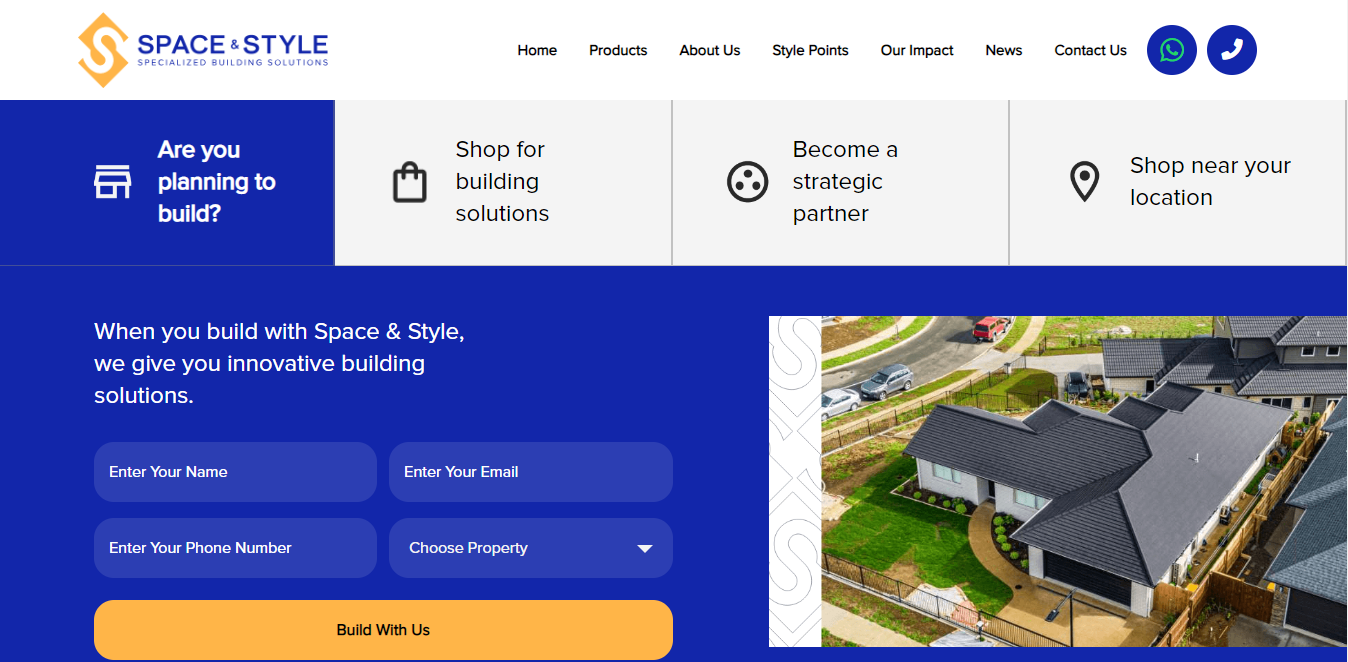 SPACE & STYLE
SPECIALIZED BUILDING SOLUTIONS
Home
Products
About Us
Style Points
Our Impact
News
Contact Us
Are you
planning to
build?
Shop for
building
solutions
Become a
strategic
partner
Shop near your
location
When you build with Space & Style,
we give you innovative building
solutions.
Enter Your Name
Enter Your Email
Enter Your Phone Number
Choose Property
Build With Us